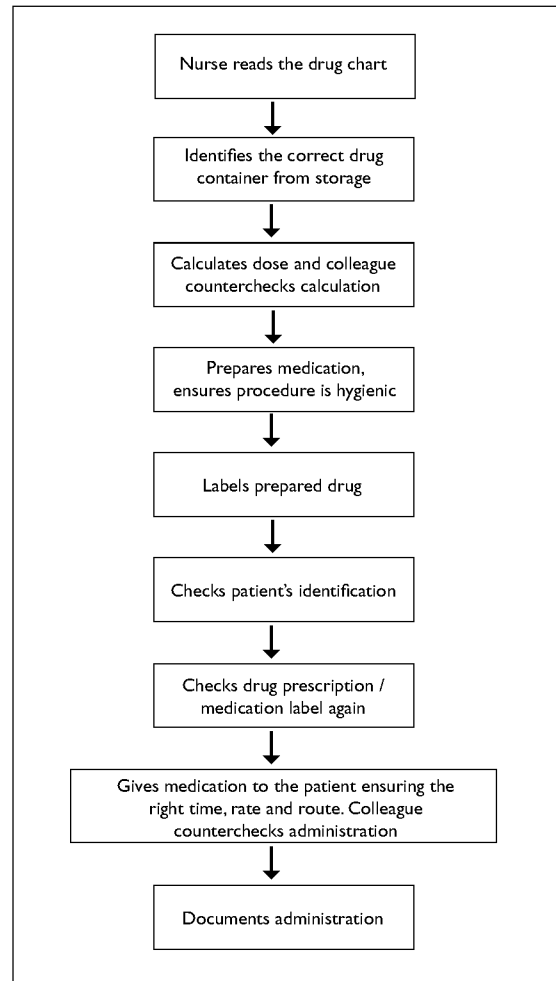 Nurse reads the drug chart
Identifies the correct drug
container from storage
Calculates dose and colleague
counterchecks calculation
Prepares medication,
ensures procedure is hygienic
Labels prepared drug
Checks patient's identification
Checks drug prescription /
medication label again
Gives medication to the patient ensuring the
right time, rate and route. Colleague
counterchecks administration
Documents administration